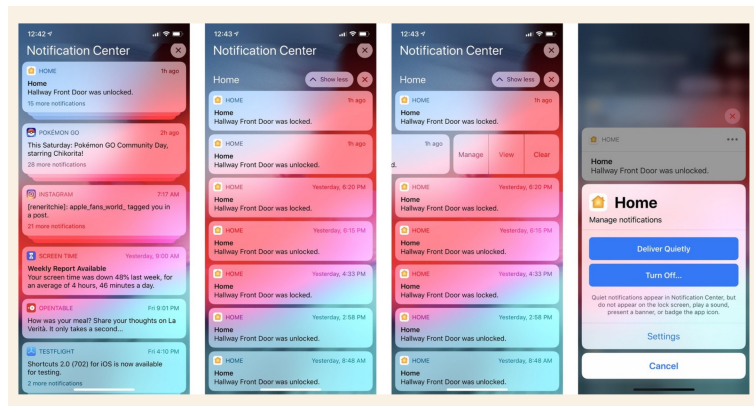 12:42
Notification Center
HOME 1h ago
Home
Hallway Front Door was unlocked.
15 more notifications
POKÉMON GO 2h ago
This Saturday: Pokémon GO Community Day,
starring Chikorita!
28 more notifications
INSTAGRAM 7:17 AM
[reneritchie]: apple_fans_world_ tagged you in
a post.
21 more notifications
SCREEN TIME Yesterday, 9:00 AM
Weekly Report Available
Your screen time was down 48% last week, for
an average of 4 hours, 46 minutes a day.
OPENTABLE Fri 9:01 PM
How was your meal? Share your thoughts on La
Verità. It only takes a second...
TESTFLIGHT Fri 4:10 PM
Shortcuts 2.0 (702) for iOS is now available
for testing.
2 more notifications
12:43
Notification Center
Home Show less
HOME 1h ago
Home
Hallway Front Door was locked.
HOME 1h ago
Home
Hallway Front Door was unlocked.
HOME Yesterday, 6:20 PM
Home
Hallway Front Door was locked.
HOME Yesterday, 6:15 PM
Home
Hallway Front Door was unlocked.
HOME Yesterday, 4:33 PM
Home
Hallway Front Door was locked.
HOME Yesterday, 2:58 PM
Home
Hallway Front Door was unlocked.
HOME Yesterday, 8:48 AM
Home
Hallway Front Door was locked.
12:43
Notification Center
Home Show less
HOME 1h ago
Home
Hallway Front Door was locked.
1h ago
d.
Manage View Clear
HOME Yesterday, 6:20 PM
Home
Hallway Front Door was locked.
HOME Yesterday, 6:15 PM
Home
Hallway Front Door was unlocked.
HOME Yesterday, 4:33 PM
Home
Hallway Front Door was locked.
HOME Yesterday, 2:58 PM
Home
Hallway Front Door was unlocked.
HOME Yesterday, 8:48 AM
Home
Hallway Front Door was locked.
HOME
Home
Hallway Front Door was unlocked.
Home
Manage notifications
Deliver Quietly
Turn Off...
Quiet notifications appear in Notification Center, but
do not appear on the lock screen, play a sound,
present a banner, or badge the app icon.
Settings
Cancel